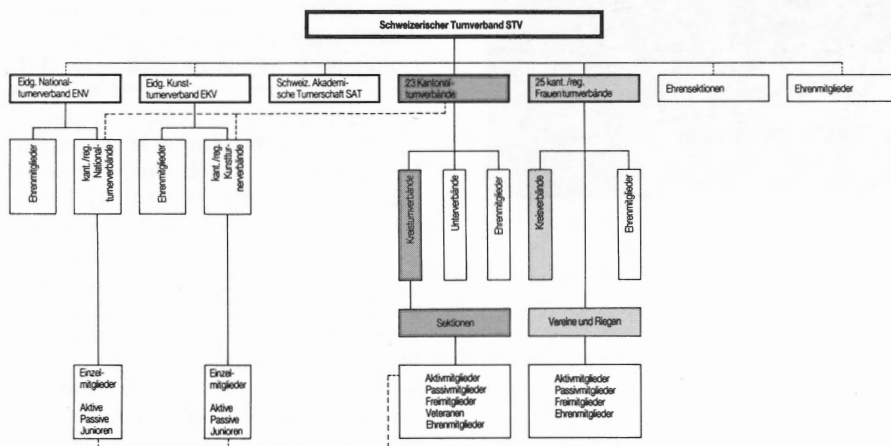 Schweizerischer Turnverband STV
Eidg. National-
turnerverband ENV
Eidg. Kunst-
turnerverband EKV
Schweiz. Akademi-
sche Turnerschaft SAT
23 Kantonal-
turnverbände
25 kant./reg.
Frauenturnverbände
Ehrensektionen
Ehrenmitglieder
Ehrenmitglieder
kant./reg.
National-
turnerverbände
Ehrenmitglieder
kant./reg.
Kunsttur-
nerverbände
Kreisturnverbände
Unterverbände
Ehrenmitglieder
Kreisverbände
Ehrenmitglieder
Sektionen
Vereine und Riegen
Einzel-
mitglieder
Aktive
Passive
Junioren
Einzel-
mitglieder
Aktive
Passive
Junioren
Aktivmitglieder
Passivmitglieder
Freimitglieder
Veteranen
Ehrenmitglieder
Aktivmitglieder
Passivmitglieder
Freimitglieder
Ehrenmitglieder